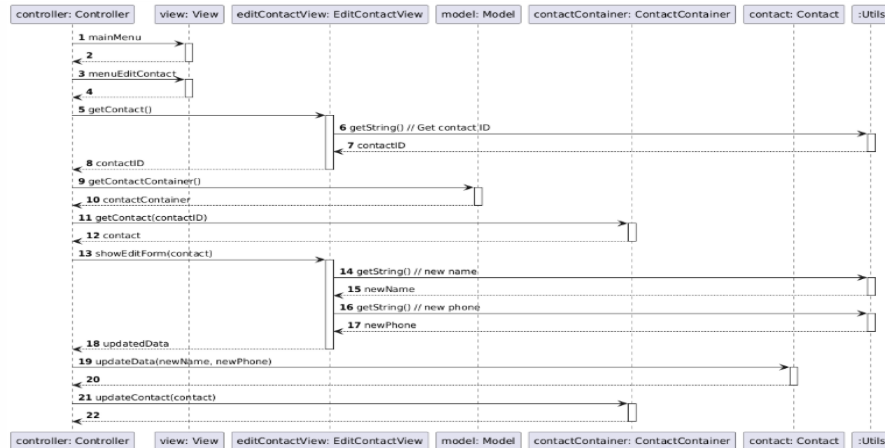 controller: Controller view: View editContactView: EditContactView model: Model contactContainer: ContactContainer contact: Contact :Utils
1 mainMenu
2
3 menuEditContact
4
5 getContact()
6 getString() // Get contact ID
7 contactID
8 contactID
9 getContactContainer()
10 contactContainer
11 getContact(contactID)
12 contact
13 showEditForm(contact)
14 getString() // new name
15 newName
16 getString() // new phone
17 newPhone
18 updatedData
19 updateData(newName, newPhone)
20
21 updateContact(contact)
22
controller: Controller view: View editContactView: EditContactView model: Model contactContainer: ContactContainer contact: Contact :Utils